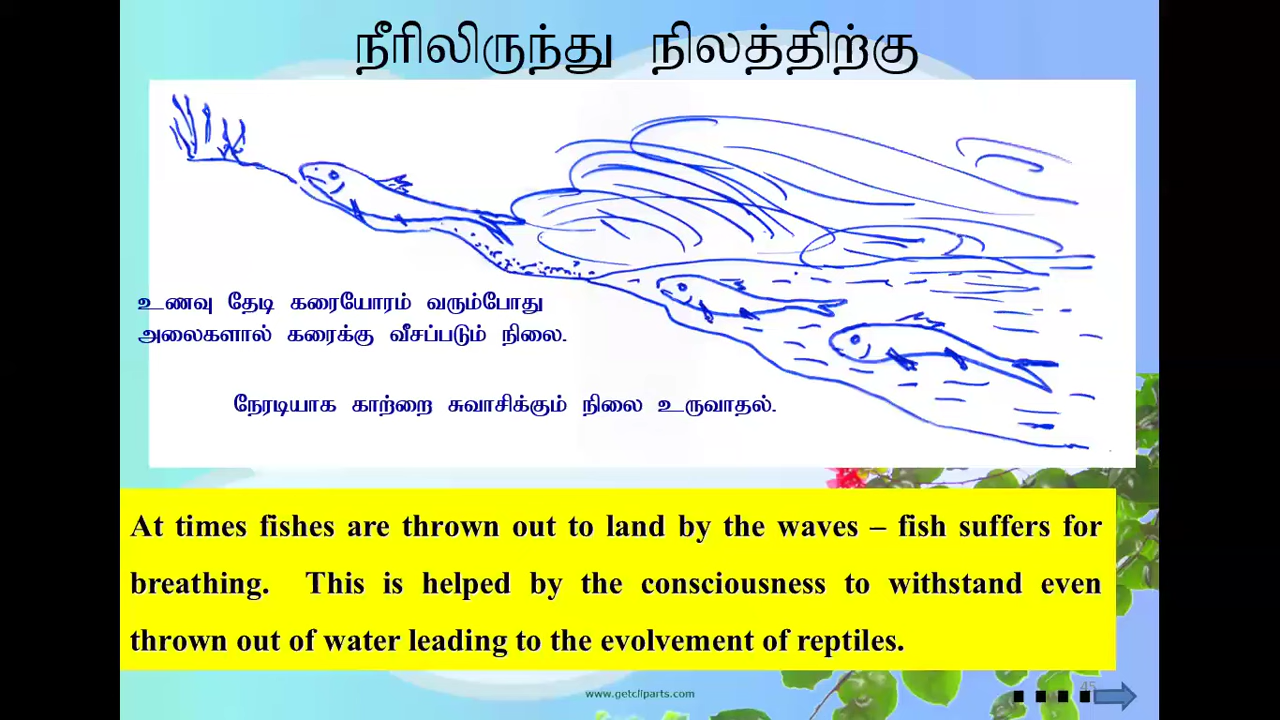 நீரிலிருந்து நிலத்திற்கு
உணவு தேடி கரையோரம் வரும்போது
அலைகளால் கரைக்கு வீசப்படும் நிலை.
நேரடியாக காற்றை சுவாசிக்கும் நிலை உருவாதல்.
At times fishes are thrown out to land by the waves – fish suffers for
breathing. This is helped by the consciousness to withstand even
thrown out of water leading to the evolvement of reptiles.
www.getcliparts.com
45